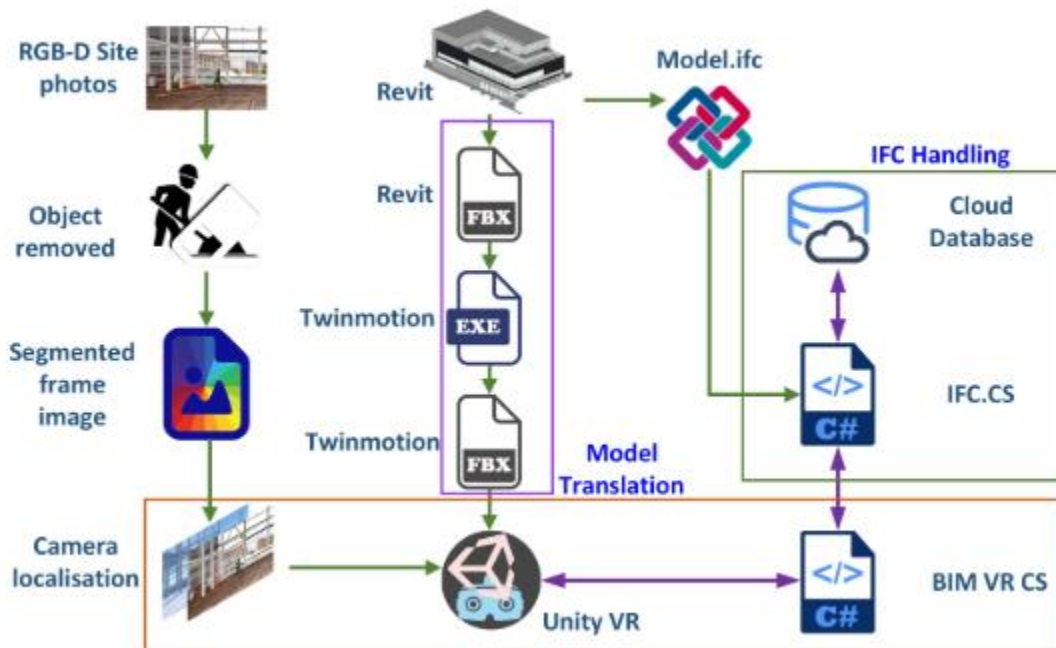 RGB-D Site
photos
Object
removed
Segmented
frame
image
Camera
localisation
Revit
Revit
FBX
Twinmotion
EXE
Twinmotion
FBX
Model
Translation
Unity VR
Model.ifc
IFC Handling
Cloud
Database
</>
IFC.CS
C#
</>
BIM VR CS
C#